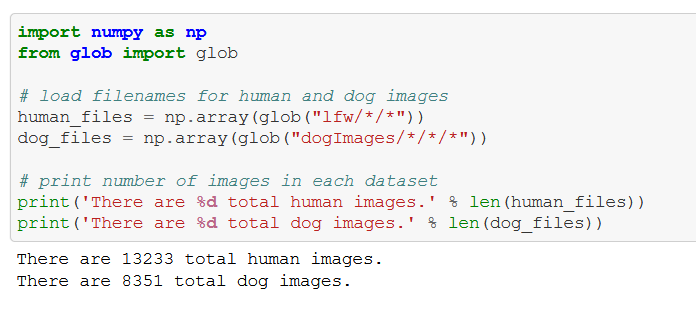 import numpy as np
from glob import glob
# load filenames for human and dog images
human_files = np.array(glob("lfw/*/*"))
dog_files = np.array(glob("dogImages/*/*/*"))
# print number of images in each dataset
print('There are %d total human images.' % len(human_files))
print('There are %d total dog images.' % len(dog_files))
There are 13233 total human images.
There are 8351 total dog images.